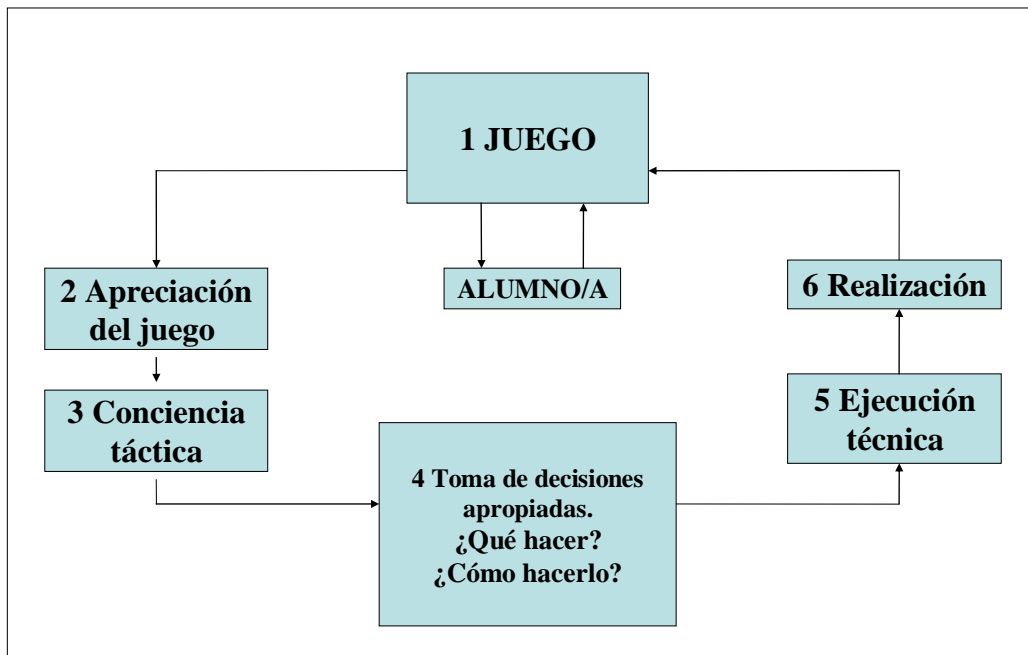 1 JUEGO
ALUMNO/A
2 Apreciación
del juego
3 Conciencia
táctica
4 Toma de decisiones
apropiadas.
¿Qué hacer?
¿Cómo hacerlo?
5 Ejecución
técnica
6 Realización